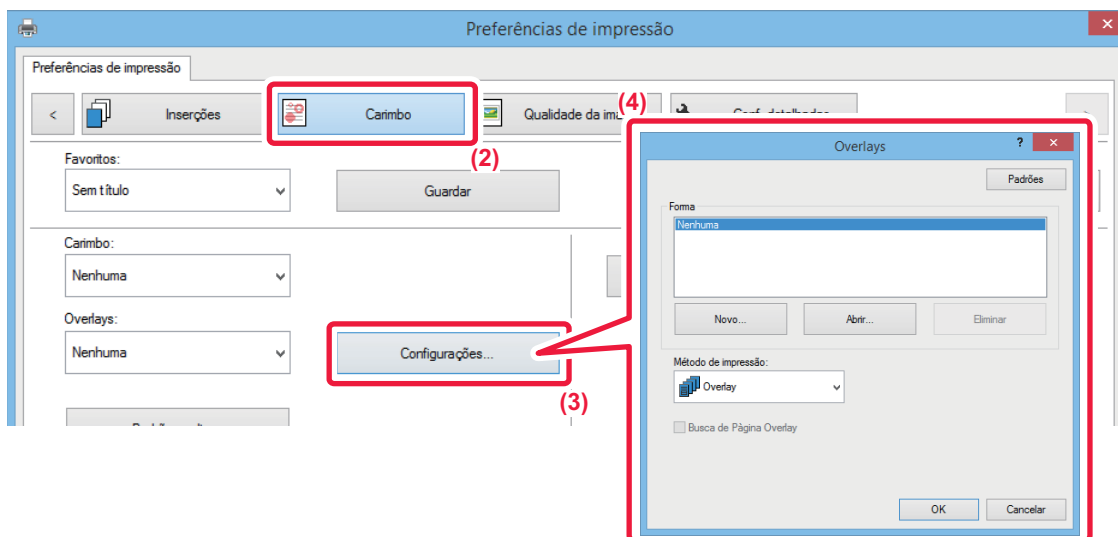 Preferências de impressão
Preferências de impressão
<
Inserções
Carimbo
Qualidade da
(4)
(2)
Favoritos:
Sem título
Guardar
Carimbo:
Nenhuma
Overlays:
Nenhuma
Configurações...
(3)
Overlays
?
Padrões
Forma
Nenhuma
Novo...
Abrir...
Eliminar
Método de impressão:
Overlay
Busca de Página Overlay
OK
Cancelar